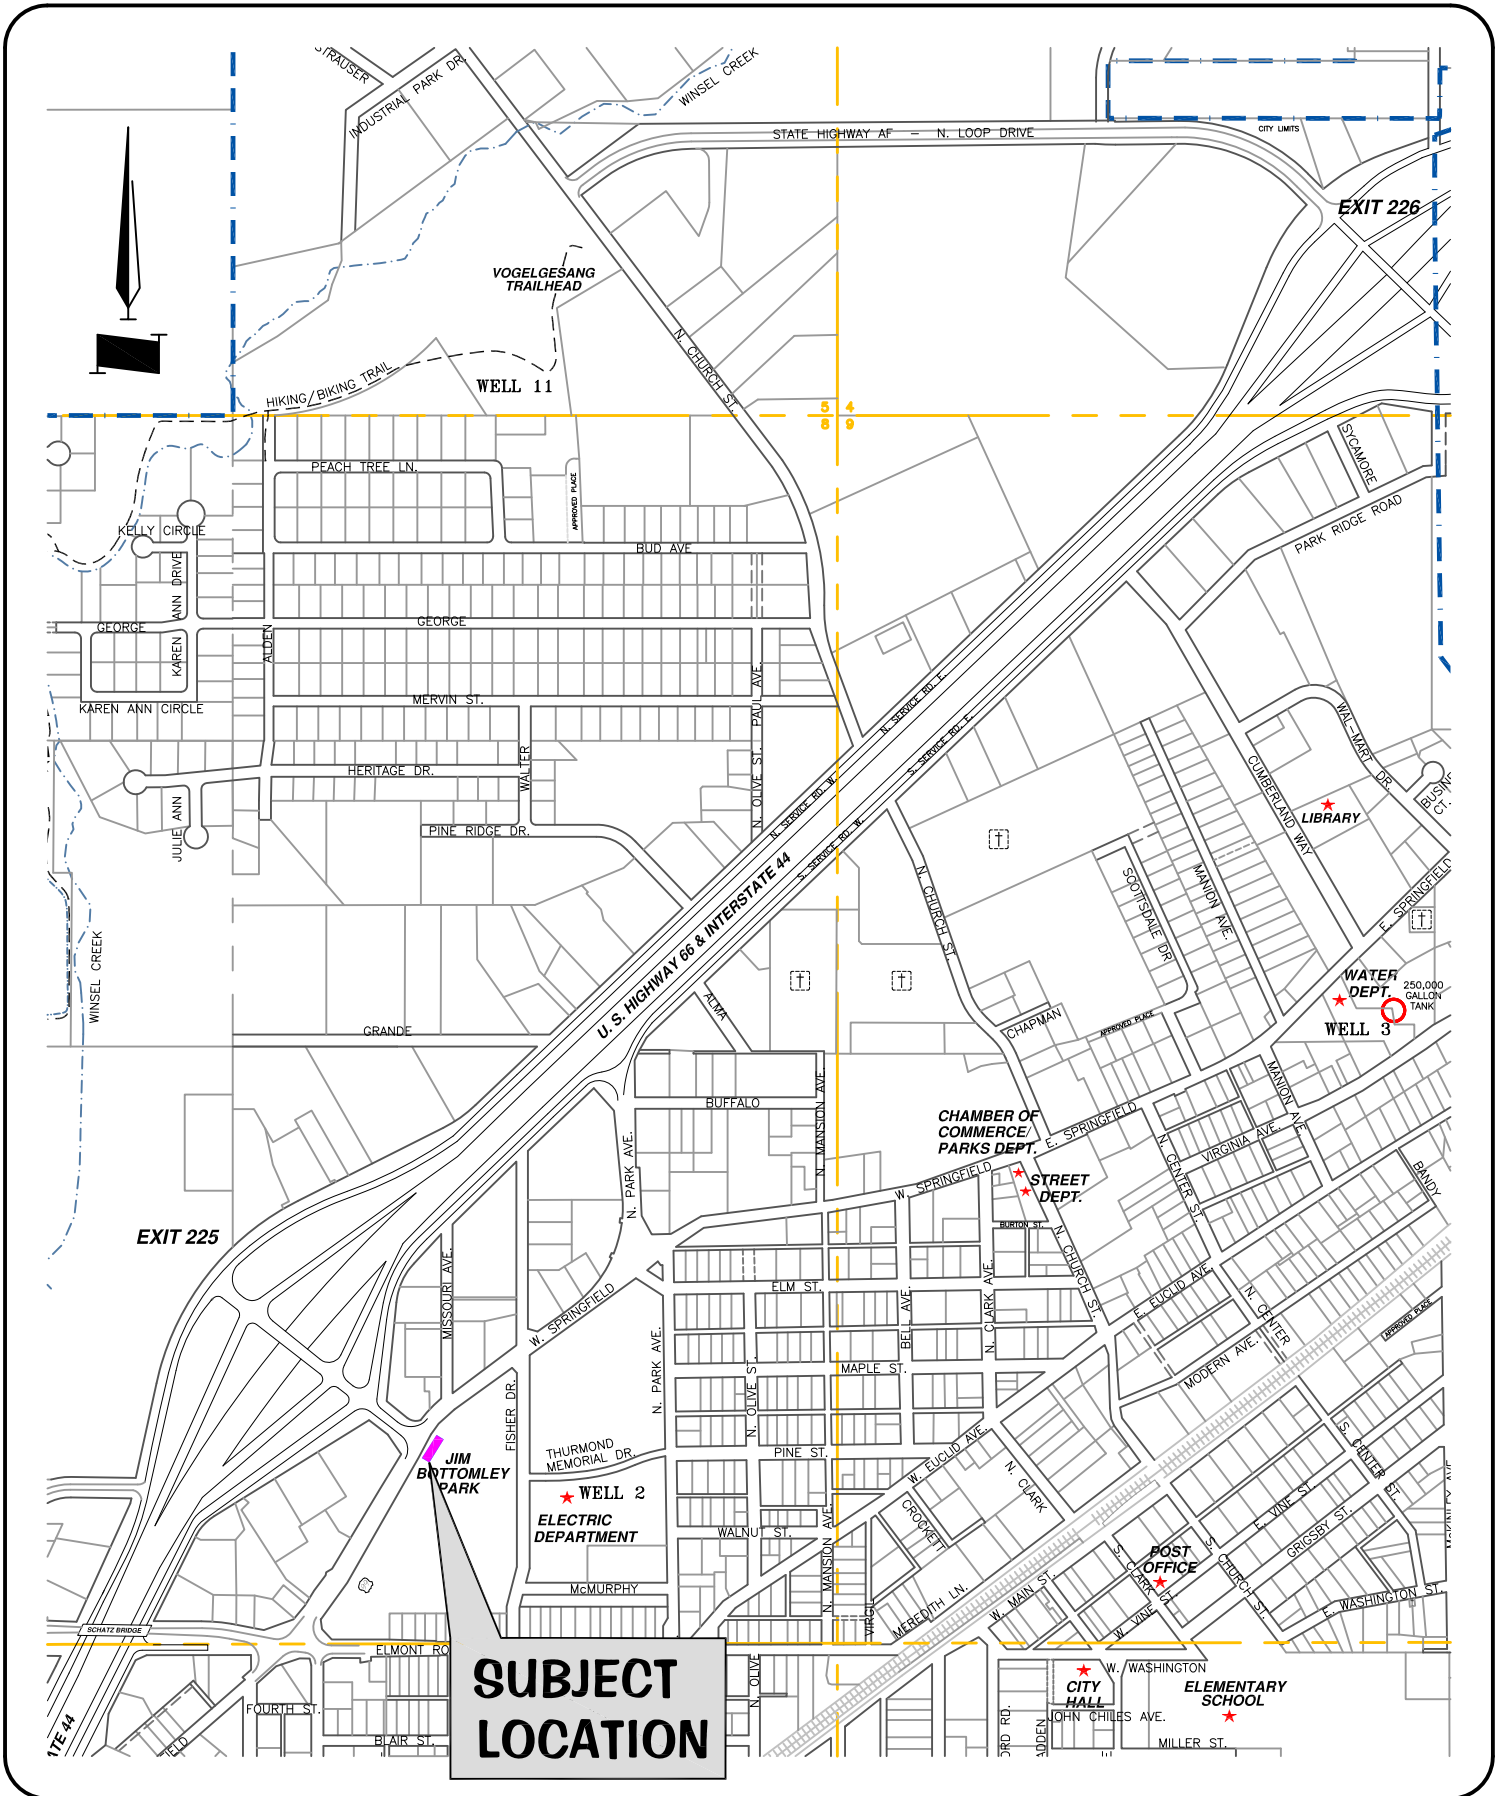 STRAUSER
INDUSTRIAL PARK DR.
WINSEL CREEK
STATE HIGHWAY AF – N. LOOP DRIVE
CITY LIMITS
EXIT 226
VOGELGESANG
TRAILHEAD
N. CHURCH ST.
HIKING/BIKING TRAIL
WELL 11
5 4
8 9
SYCAMORE
PARK RIDGE ROAD
PEACH TREE LN.
APPROVED PLACE
KELLY CIRCLE
BUD AVE
KAREN ANN DRIVE
GEORGE
GEORGE
ALDEN
MERVIN ST.
KAREN ANN CIRCLE
N. OLIVE ST.
PAUL AVE.
N. SERVICE RD. E.
S. SERVICE RD. E.
WAL-MART DR.
CUMBERLAND WAY
HERITAGE DR.
WALTER
JULIE ANN
PINE RIDGE DR.
N. SERVICE RD. W.
S. SERVICE RD. W.
LIBRARY
U. S. HIGHWAY 66 & INTERSTATE 44
N. CHURCH ST.
SCOTTSDALE DR
MANION AVE.
E. SPRINGFIELD
WINSEL CREEK
WATER
DEPT.
250,000
GALLON
TANK
WELL 3
ALMA
CHAPMAN
APPROVED PLACE
GRANDE
BUFFALO
N. MANSION AVE.
N. PARK AVE.
MANION AVE.
CHAMBER OF
COMMERCE/
PARKS DEPT.
E. SPRINGFIELD
VIRGINIA AVE.
N. CENTER ST.
BANDY
W. SPRINGFIELD
STREET
DEPT.
BURTON ST.
EXIT 225
MISSOURI AVE.
W. SPRINGFIELD
ELM ST.
BELL AVE.
N. CLARK AVE.
N. CHURCH ST.
E. EUCLID AVE.
N. CENTER
MODERN AVE.
APPROVED PLACE
N. PARK AVE.
N. OLIVE ST.
MAPLE ST.
FISHER DR.
THURMOND
MEMORIAL DR.
PINE ST.
W. EUCLID AVE.
N. CLARK
S. CENTER ST.
JIM
BOTTOMLEY
PARK
WELL 2
ELECTRIC
DEPARTMENT
WALNUT ST.
N. MANSION AVE.
CROCKETT
E. VINE ST.
GRIGSBY ST.
S. CHURCH ST.
POST
OFFICE
S. CLARK ST.
McMURPHY
VIRGIL
MEREDITH LN.
W. MAIN ST.
W. VINE
E. WASHINGTON ST.
SCHATZ BRIDGE
ELMONT RO
W. WASHINGTON
CITY
HALL
ELEMENTARY
SCHOOL
JOHN CHILES AVE.
MILLER ST.
FOURTH ST.
BLAIR ST.
N. OLIVE
SUBJECT
LOCATION